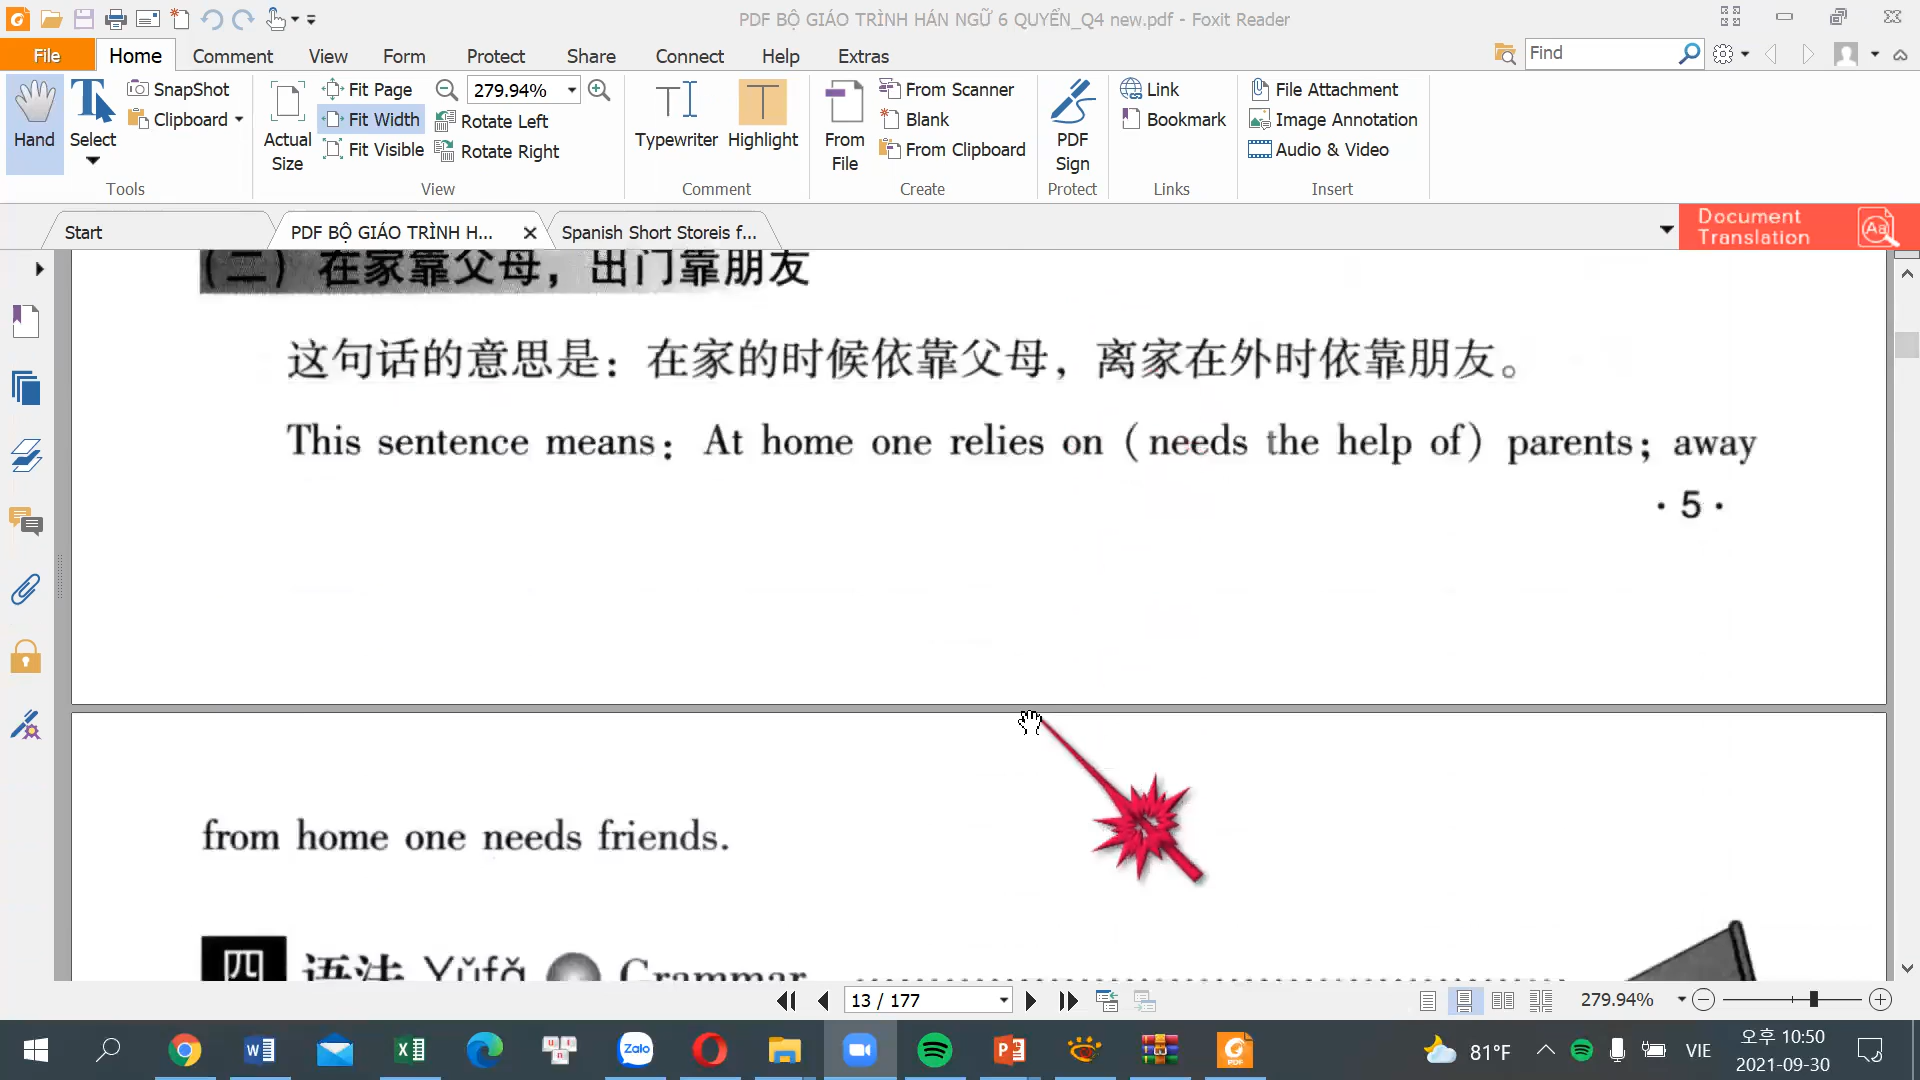 PDF BỘ GIÁO TRÌNH HÁN NGỮ 6 QUYỂN_Q4 new.pdf - Foxit Reader
File Home Comment View Form Protect Share Connect Help Extras Find
Hand
Select
SnapShot
Clipboard
Tools
Actual Size
Fit Page
Fit Width
Fit Visible
279.94%
Rotate Left
Rotate Right
View
Typewriter
Highlight
Comment
From File
From Scanner
Blank
From Clipboard
Create
PDF Sign
Protect
Link
Bookmark
Links
File Attachment
Image Annotation
Audio & Video
Insert
Start PDF BỘ GIÁO TRÌNH H... Spanish Short Storeis f...
Document Translation
(二) 在家靠父母，出门靠朋友
这句话的意思是：在家的时候依靠父母，离家在外时依靠朋友。
This sentence means: At home one relies on (needs the help of) parents; away
· 5 ·
from home one needs friends.
四 语法 Yǔfǎ Grammar
13 / 177 279.94%
Zalo
81°F VIE 오후 10:50
2021-09-30